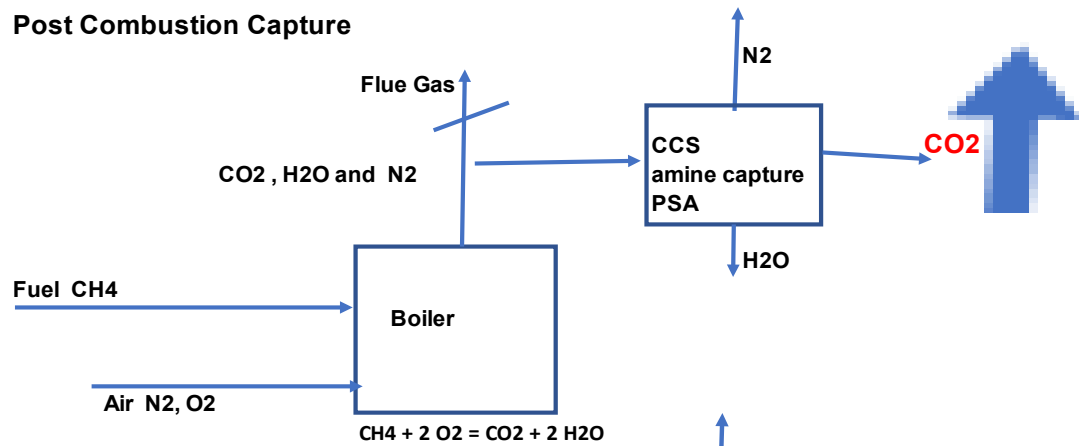 Post Combustion Capture
N2
Flue Gas
CO2
CCS
amine capture
PSA
CO2 , H2O and  N2
H2O
Fuel  CH4
Boiler
Air  N2, O2
CH4 + 2 O2 = CO2 + 2 H2O